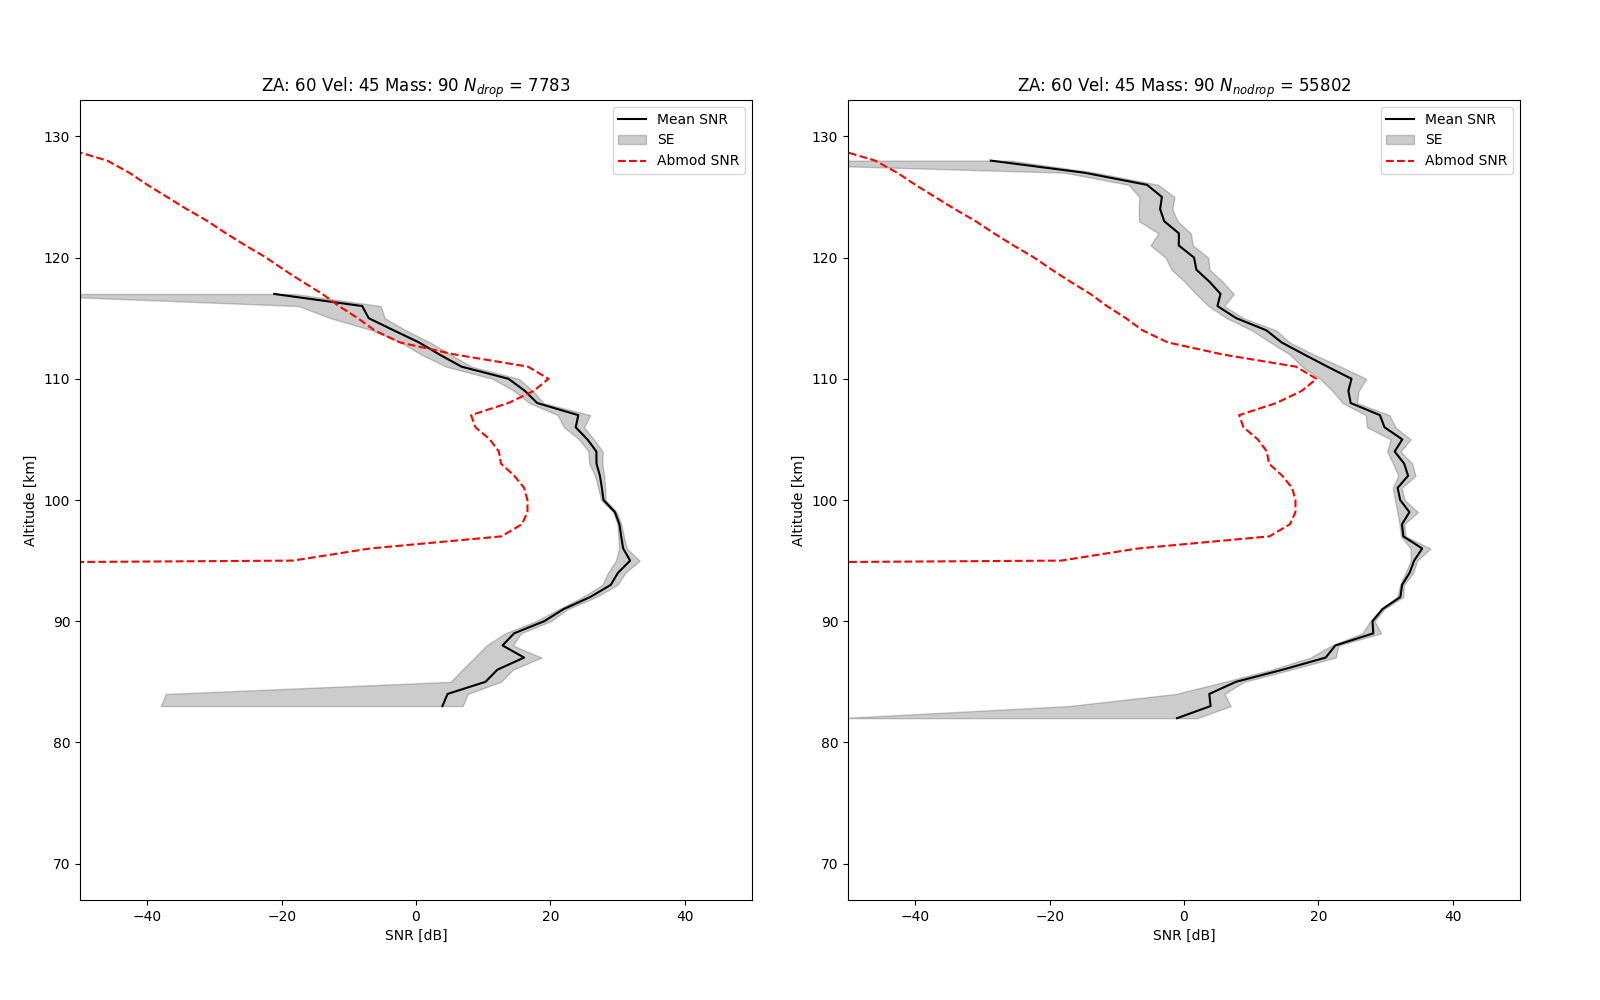 ZA: 60 Vel: 45 Mass: 90 N_drop = 7783
Mean SNR
SE
Abmod SNR
130
120
110
100
90
80
70
Altitude [km]
−40
−20
0
20
40
SNR [dB]
ZA: 60 Vel: 45 Mass: 90 N_nodrop = 55802
Mean SNR
SE
Abmod SNR
130
120
110
100
90
80
70
Altitude [km]
−40
−20
0
20
40
SNR [dB]